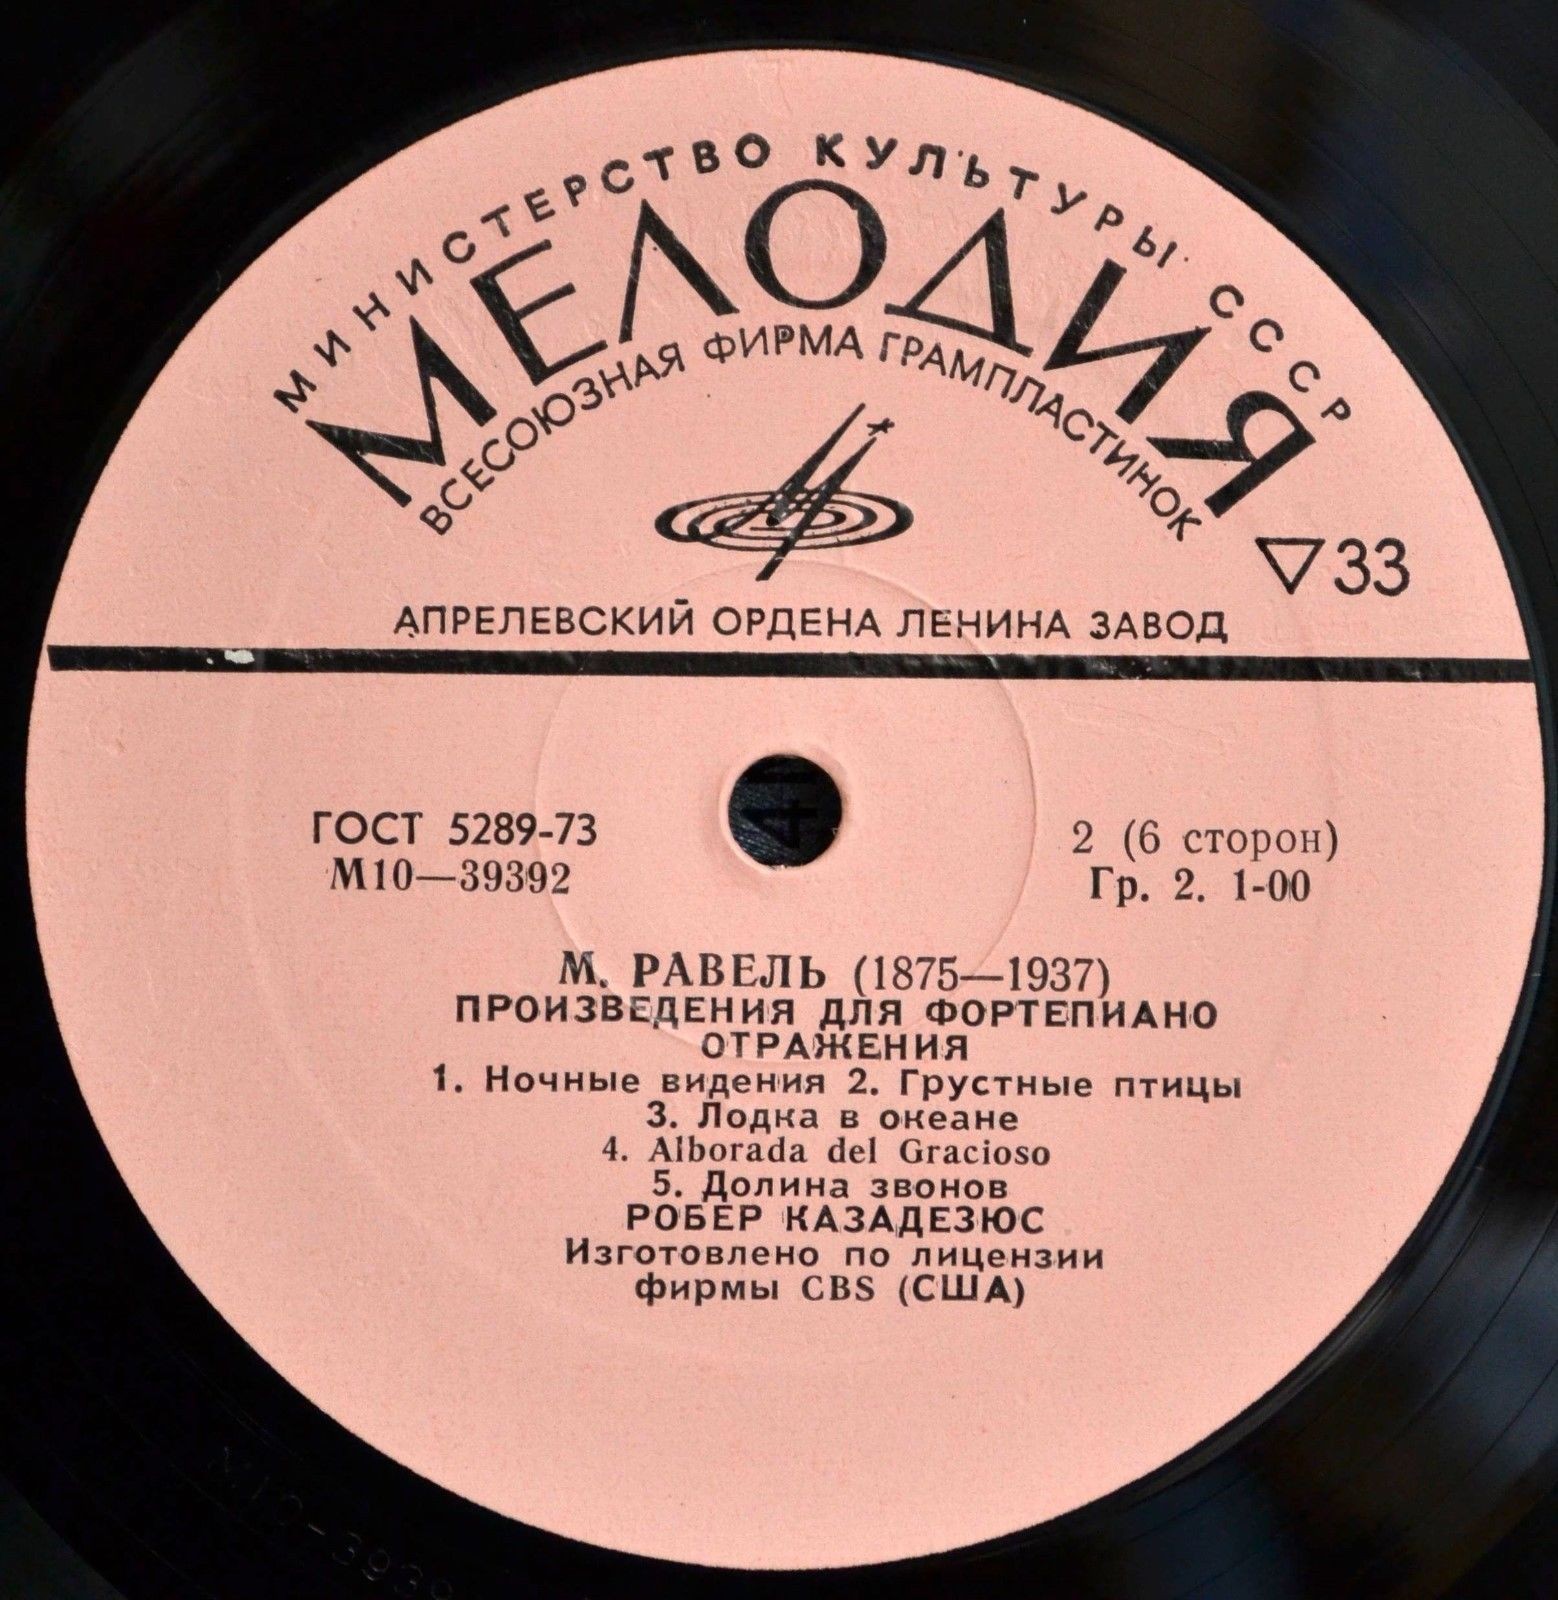 МИНИСТЕРСТВО КУЛЬТУРЫ СССР
МЕЛОДИЯ
ВСЕСОЮЗНАЯ ФИРМА ГРАМПЛАСТИНОК
33
АПРЕЛЕВСКИЙ ОРДЕНА ЛЕНИНА ЗАВОД
ГОСТ 5289-73
М10—39392
2 (6 сторон)
Гр. 2. 1-00
М. РАВЕЛЬ (1875—1937)
ПРОИЗВЕДЕНИЯ ДЛЯ ФОРТЕПИАНО
ОТРАЖЕНИЯ
1. Ночные видения 2. Грустные птицы
3. Лодка в океане
4. Alborada del Gracioso
5. Долина звонов
РОБЕР КАЗАДЕЗЮС
Изготовлено по лицензии
фирмы CBS (США)